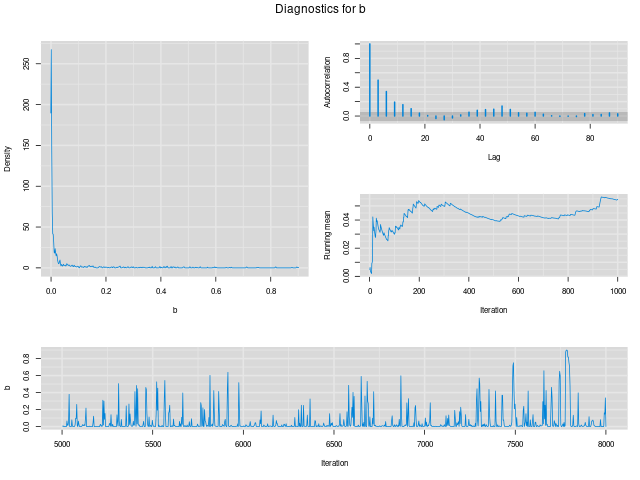 Diagnostics for b
Density
250
200
150
100
50
0
0.0 0.2 0.4 0.6 0.8
b
Autocorrelation
0.8
0.4
0.0
0 20 40 60 80
Lag
Running mean
0.04
0.02
0.00
0 200 400 600 800 1000
Iteration
b
0.8
0.6
0.4
0.2
0.0
5000 5500 6000 6500 7000 7500 8000
Iteration